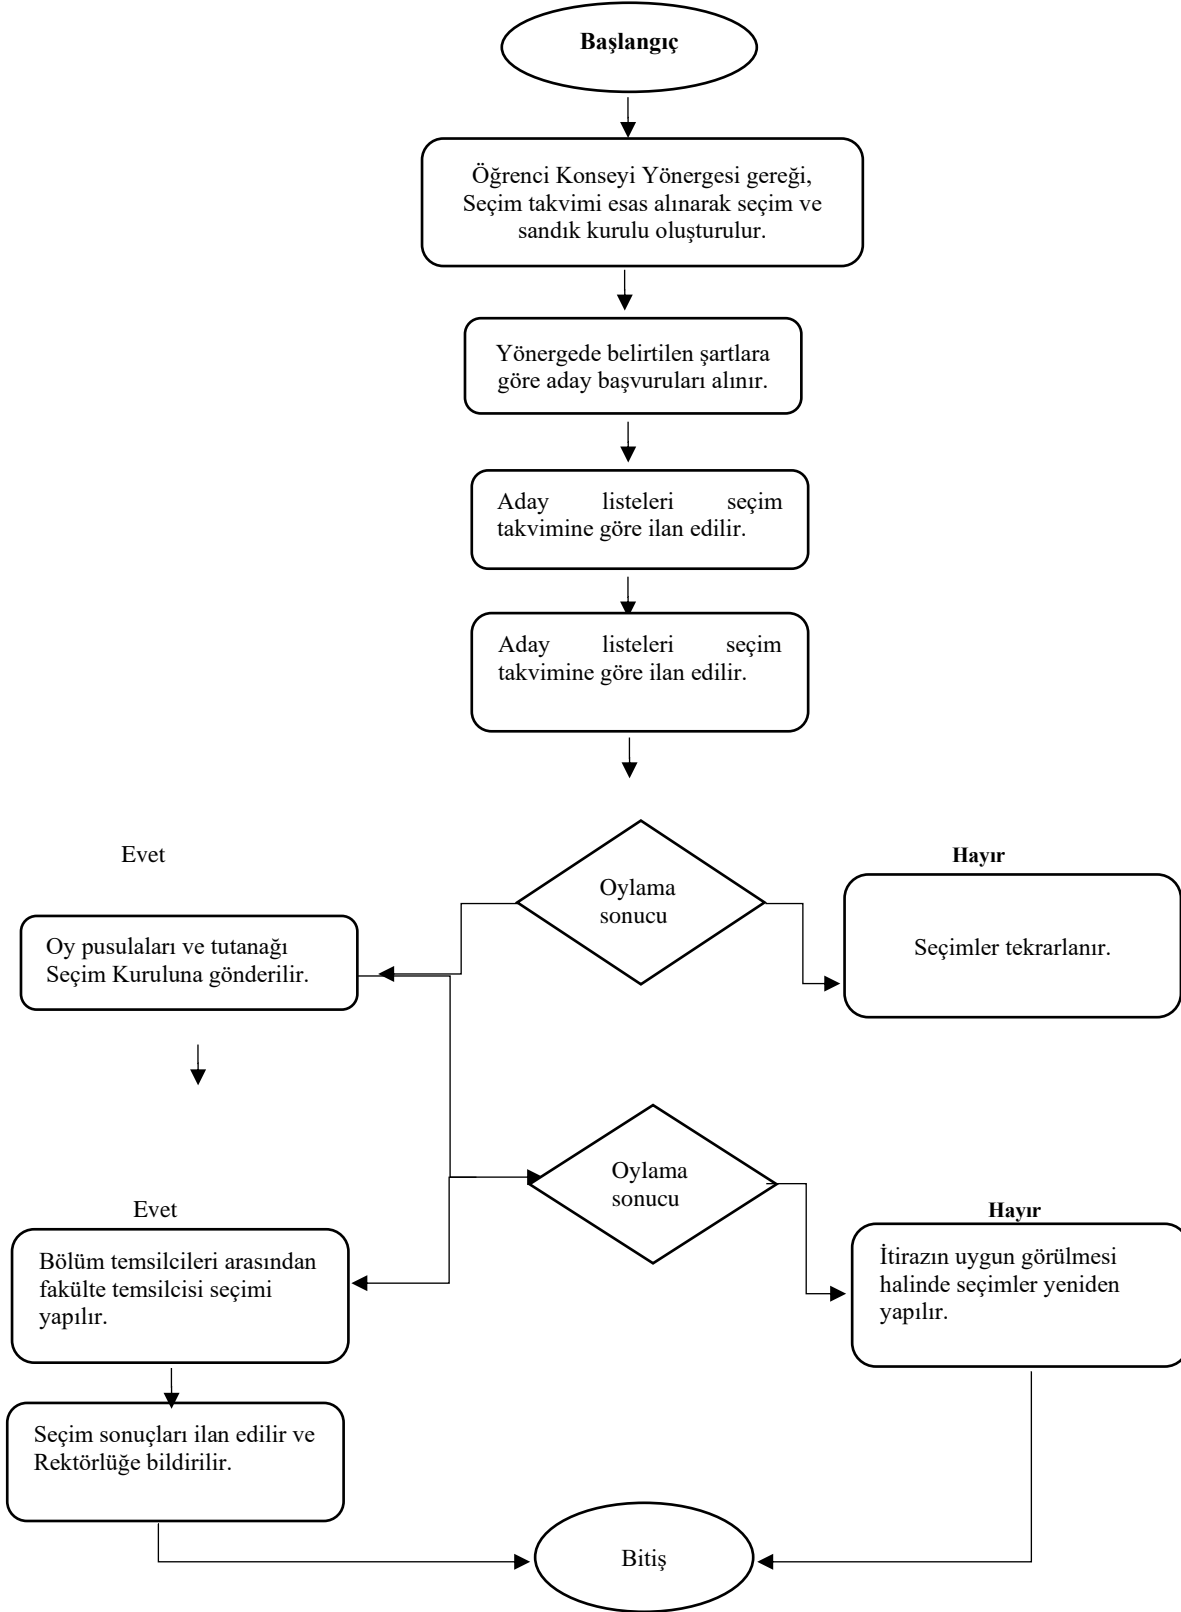 Başlangıç
Öğrenci Konseyi Yönergesi gereği,
Seçim takvimi esas alınarak seçim ve
sandık kurulu oluşturulur.
Yönergede belirtilen şartlara
göre aday başvuruları alınır.
Aday listeleri seçim
takvimine göre ilan edilir.
Aday listeleri seçim
takvimine göre ilan edilir.
Evet
Oylama
sonucu
Hayır
Oy pusulaları ve tutanağı
Seçim Kuruluna gönderilir.
Seçimler tekrarlanır.
Oylama
sonucu
Evet
Hayır
Bölüm temsilcileri arasından
fakülte temsilcisi seçimi
yapılır.
İtirazın uygun görülmesi
halinde seçimler yeniden
yapılır.
Seçim sonuçları ilan edilir ve
Rektörlüğe bildirilir.
Bitiş